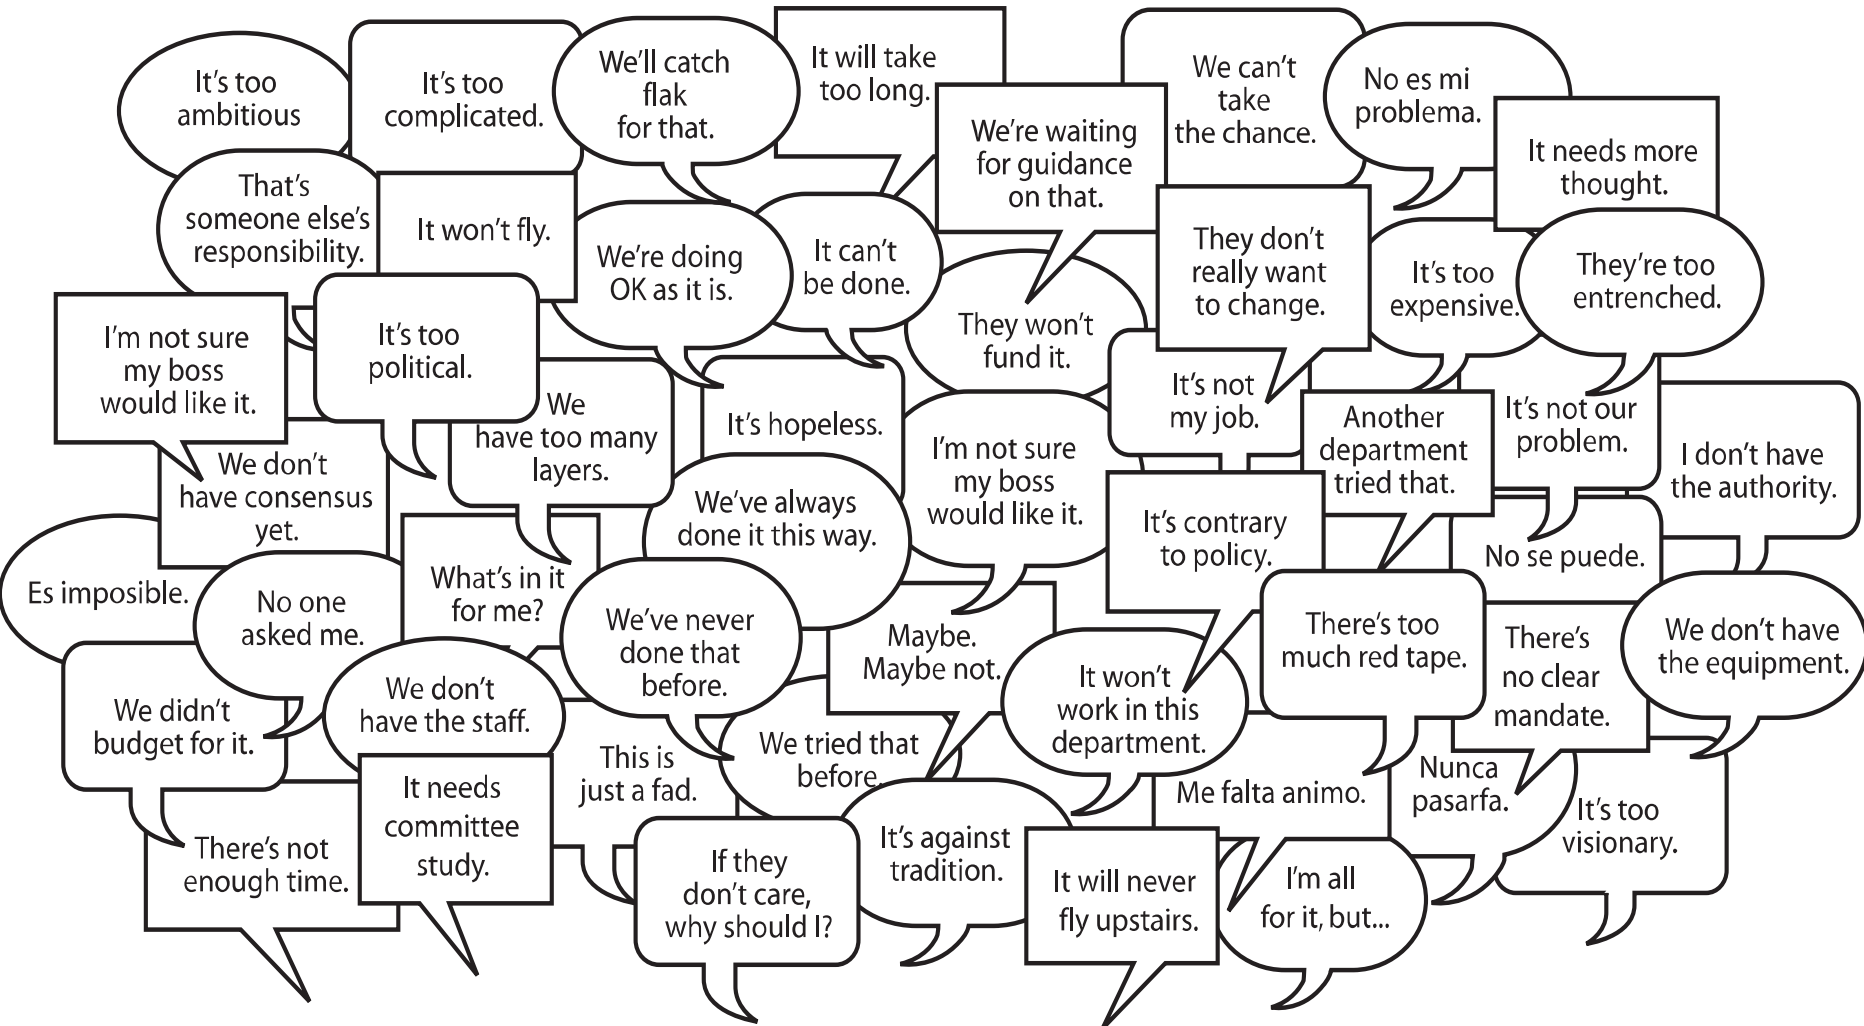 It's too
ambitious
It's too
complicated.
We'll catch
flak
for that.
It will take
too long.
We're waiting
for guidance
on that.
We can't
take
the chance.
No es mi
problema.
It needs more
thought.
That's
someone else's
responsibility.
It won't fly.
We're doing
OK as it is.
It can't
be done.
They won't
fund it.
They don't
really want
to change.
It's too
expensive.
They're too
entrenched.
I'm not sure
my boss
would like it.
It's too
political.
We
have too many
layers.
It's hopeless.
I'm not sure
my boss
would like it.
It's not
my job.
Another
department
tried that.
It's not our
problem.
I don't have
the authority.
We don't
have consensus
yet.
We've always
done it this way.
It's contrary
to policy.
No se puede.
Es imposible.
No one
asked me.
What's in it
for me?
We've never
done that
before.
Maybe.
Maybe not.
It won't
work in this
department.
There's too
much red tape.
There's
no clear
mandate.
We don't have
the equipment.
We didn't
budget for it.
We don't
have the staff.
This is
just a fad.
We tried that
before.
Me falta animo.
Nunca
pasarfa.
It's too
visionary.
There's not
enough time.
It needs
committee
study.
If they
don't care,
why should I?
It's against
tradition.
It will never
fly upstairs.
I'm all
for it, but...